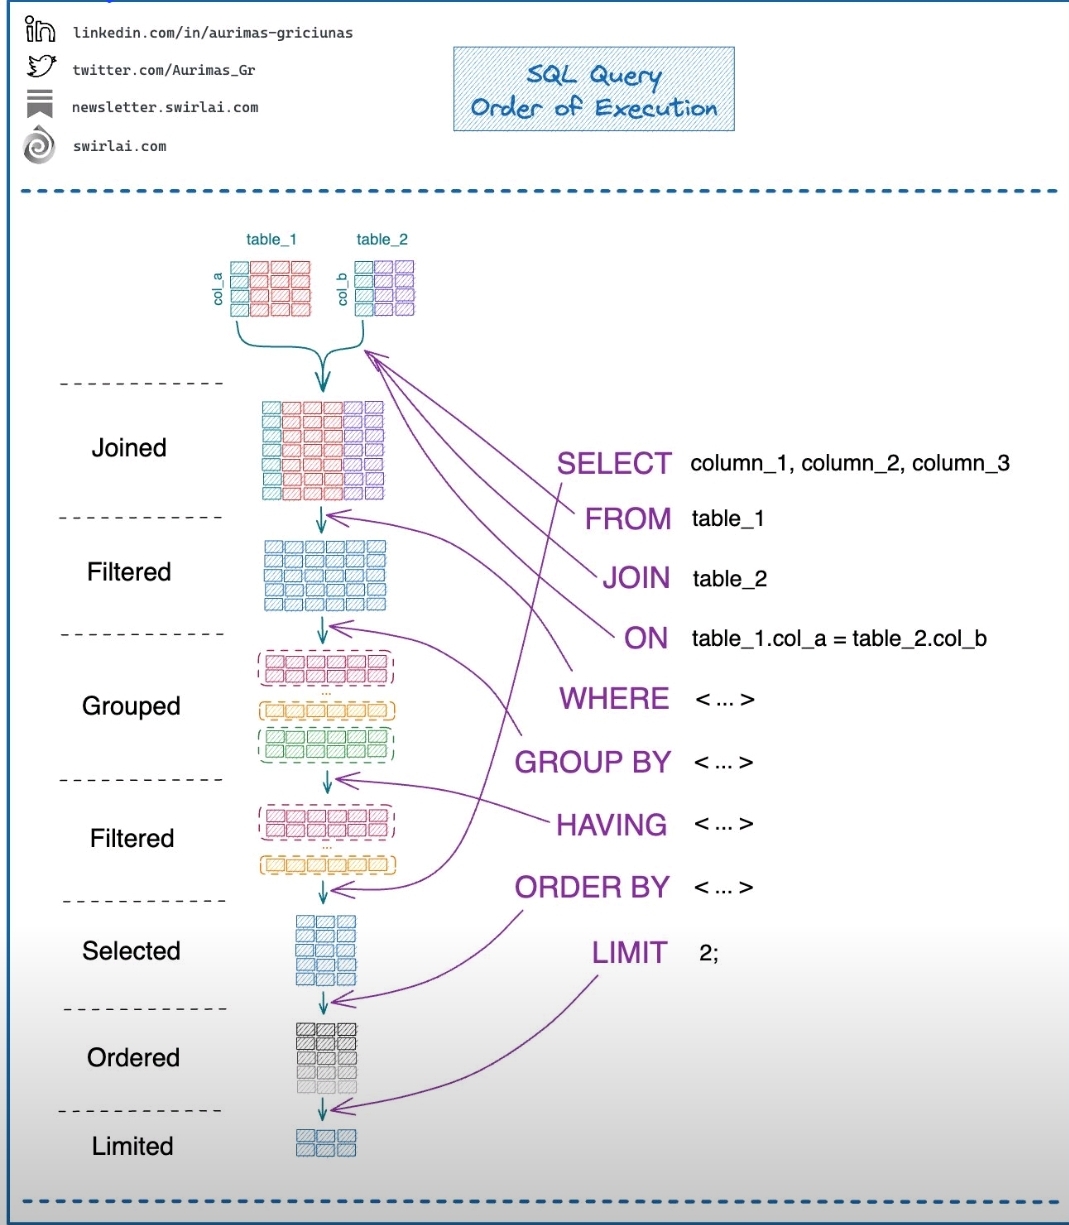 linkedin.com/in/aurimas-griciunas
twitter.com/Aurimas_Gr
newsletter.swirlai.com
swirlai.com
SQL Query
Order of Execution
table_1
table_2
col_a
col_b
Joined
Filtered
Grouped
...
Filtered
...
Selected
Ordered
Limited
SELECT column_1, column_2, column_3
FROM table_1
JOIN table_2
ON table_1.col_a = table_2.col_b
WHERE < ... >
GROUP BY < ... >
HAVING < ... >
ORDER BY < ... >
LIMIT 2;